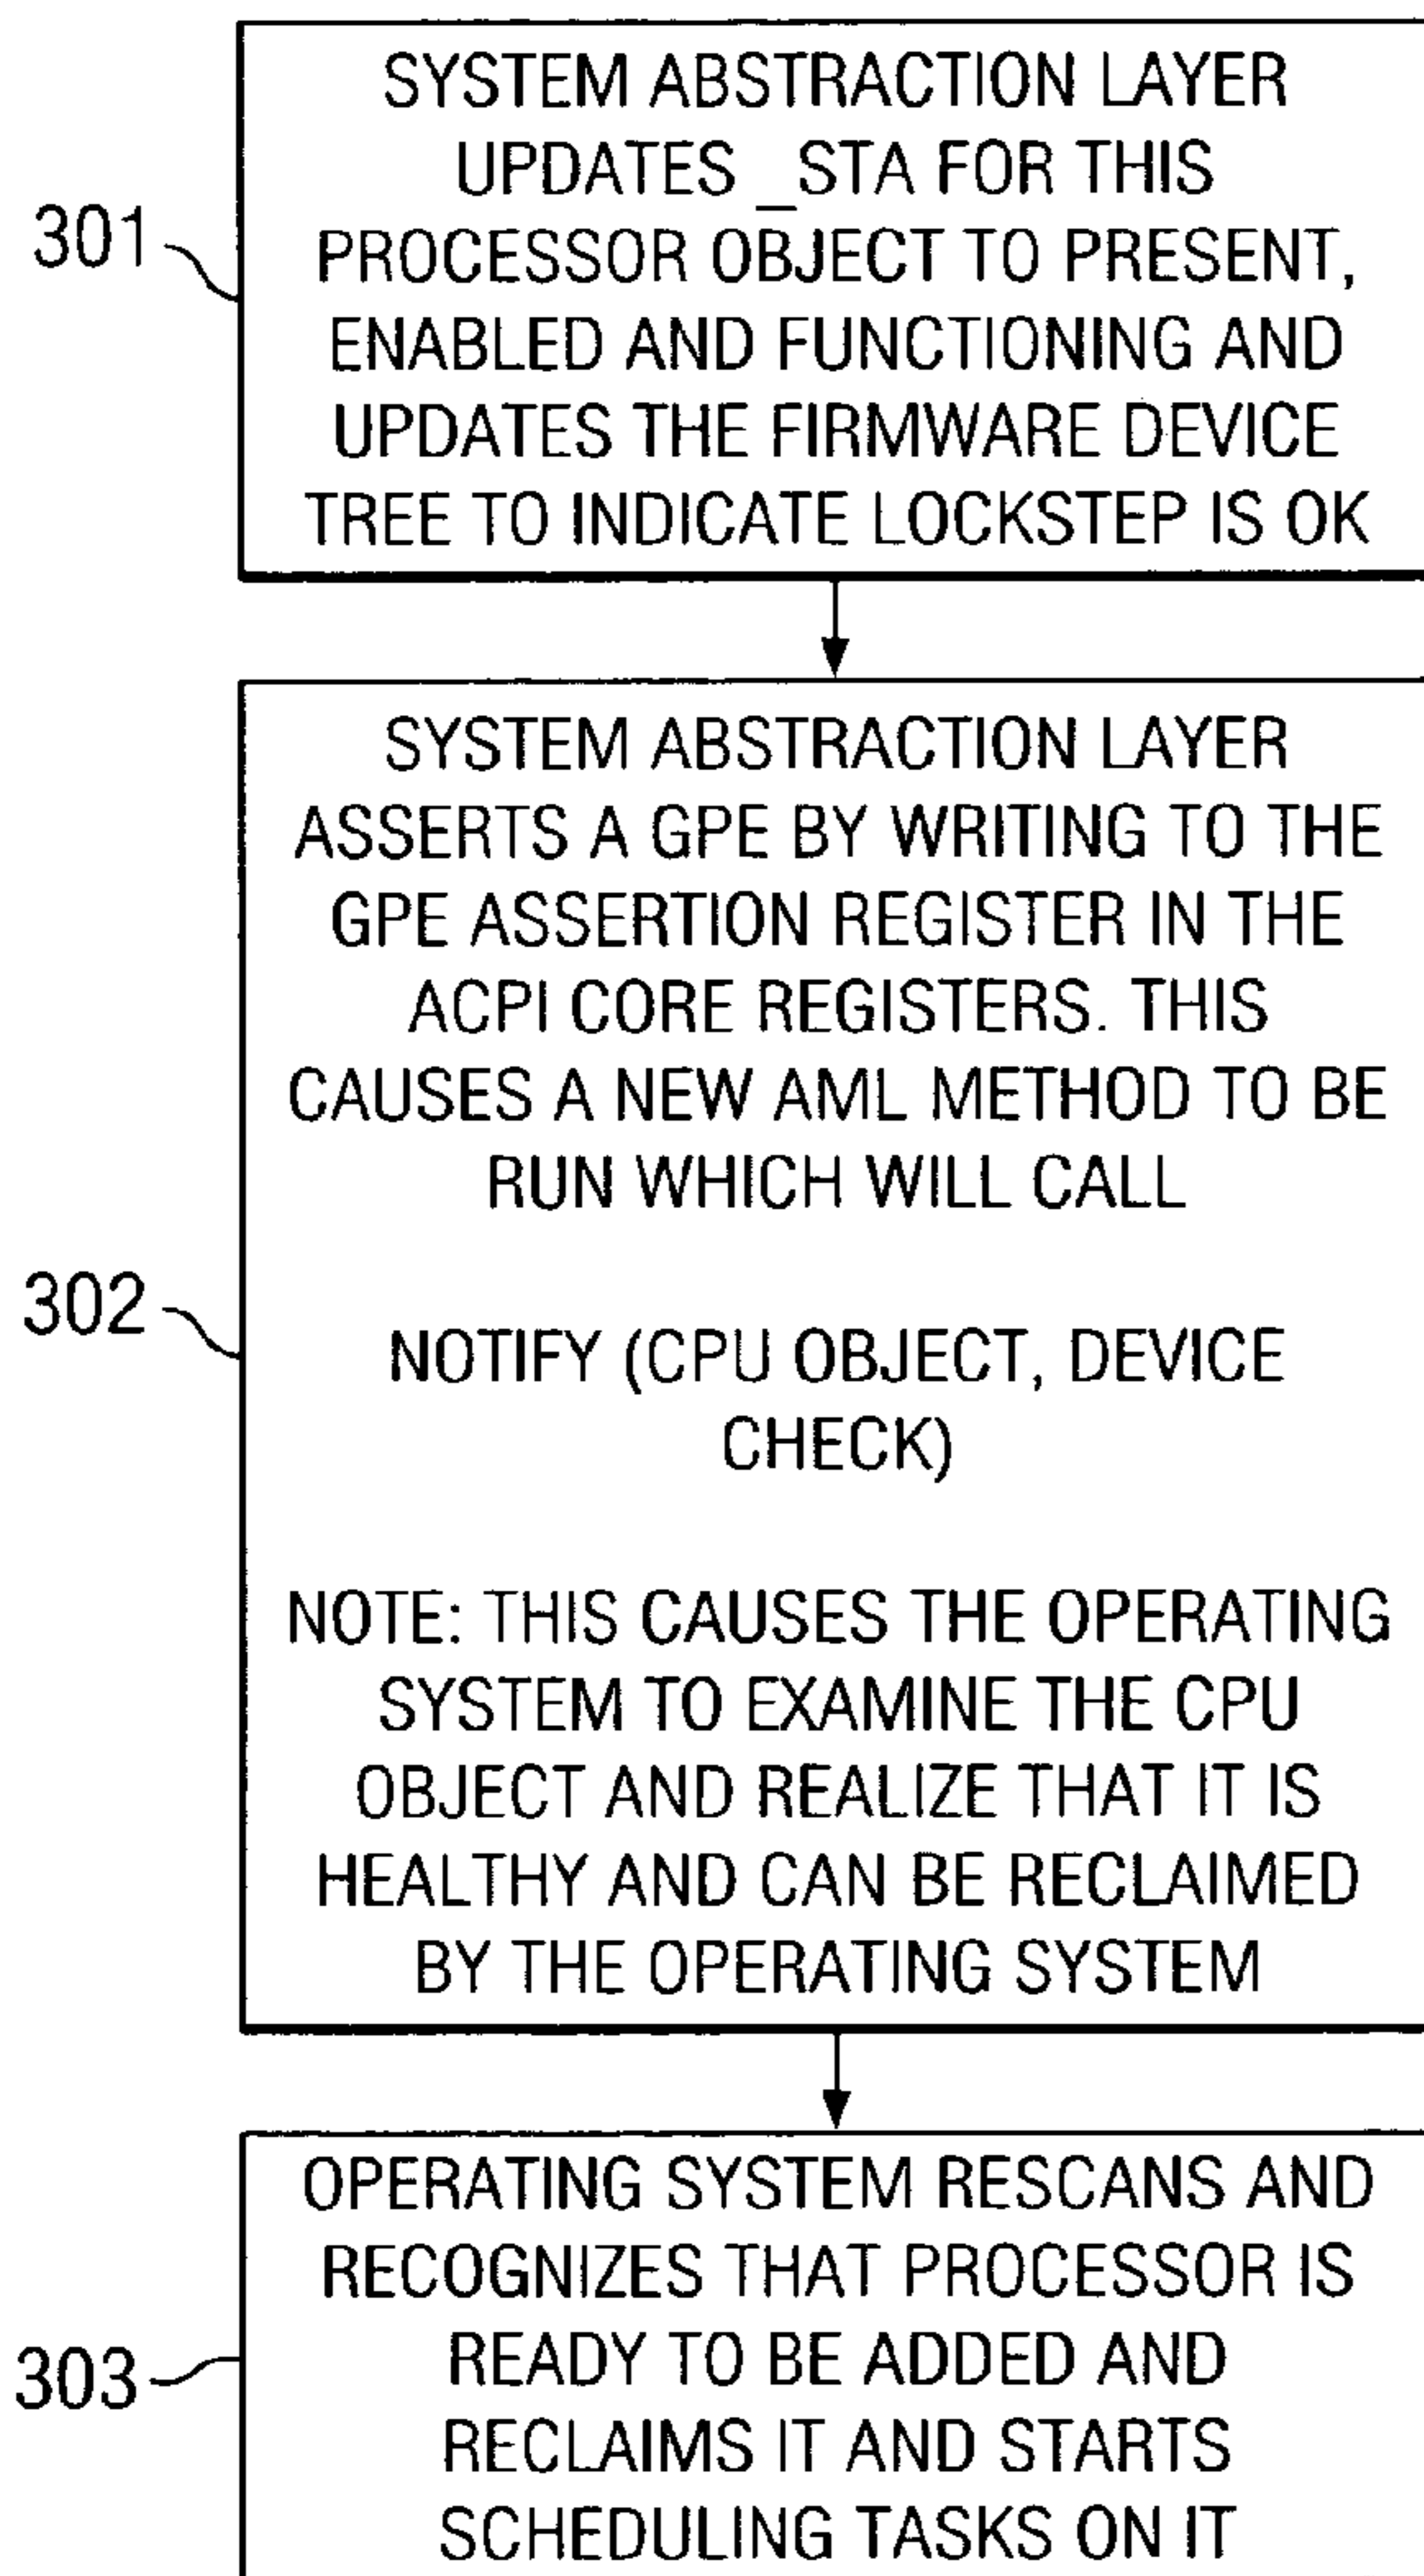 SYSTEM ABSTRACTION LAYER
UPDATES _STA FOR THIS
PROCESSOR OBJECT TO PRESENT,
ENABLED AND FUNCTIONING AND
UPDATES THE FIRMWARE DEVICE
TREE TO INDICATE LOCKSTEP IS OK
301
SYSTEM ABSTRACTION LAYER
ASSERTS A GPE BY WRITING TO THE
GPE ASSERTION REGISTER IN THE
ACPI CORE REGISTERS. THIS
CAUSES A NEW AML METHOD TO BE
RUN WHICH WILL CALL
302
NOTIFY (CPU OBJECT, DEVICE
CHECK)
NOTE: THIS CAUSES THE OPERATING
SYSTEM TO EXAMINE THE CPU
OBJECT AND REALIZE THAT IT IS
HEALTHY AND CAN BE RECLAIMED
BY THE OPERATING SYSTEM
OPERATING SYSTEM RESCANS AND
RECOGNIZES THAT PROCESSOR IS
READY TO BE ADDED AND
RECLAIMS IT AND STARTS
SCHEDULING TASKS ON IT
303